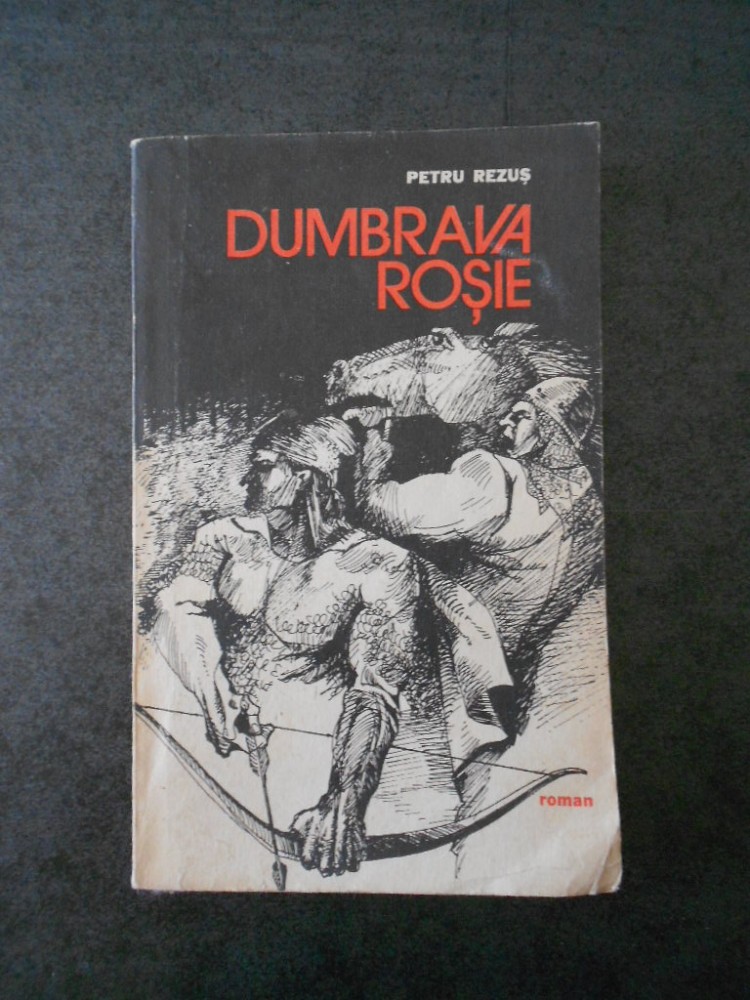 PETRU REZUȘ
DUMBRAVA
ROȘIE
roman